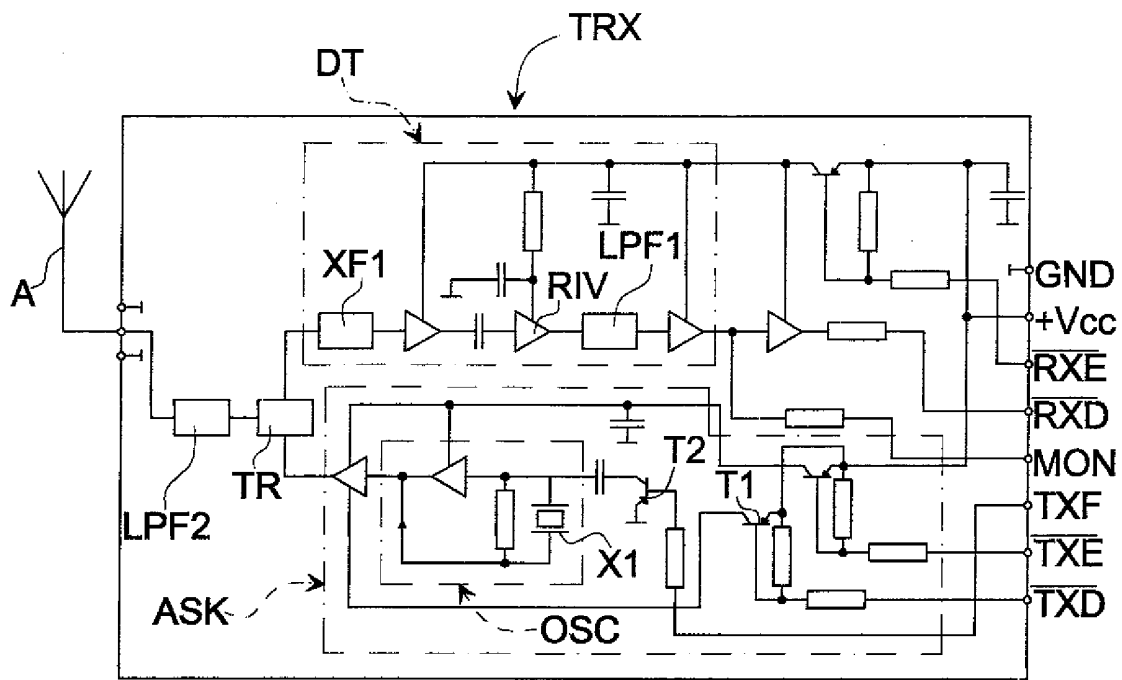 TRX
DT
A
XF1
RIV
LPF1
GND
+Vcc
RXE
RXD
MON
TXF
TXE
TXD
LPF2
TR
T2
T1
X1
ASK
OSC